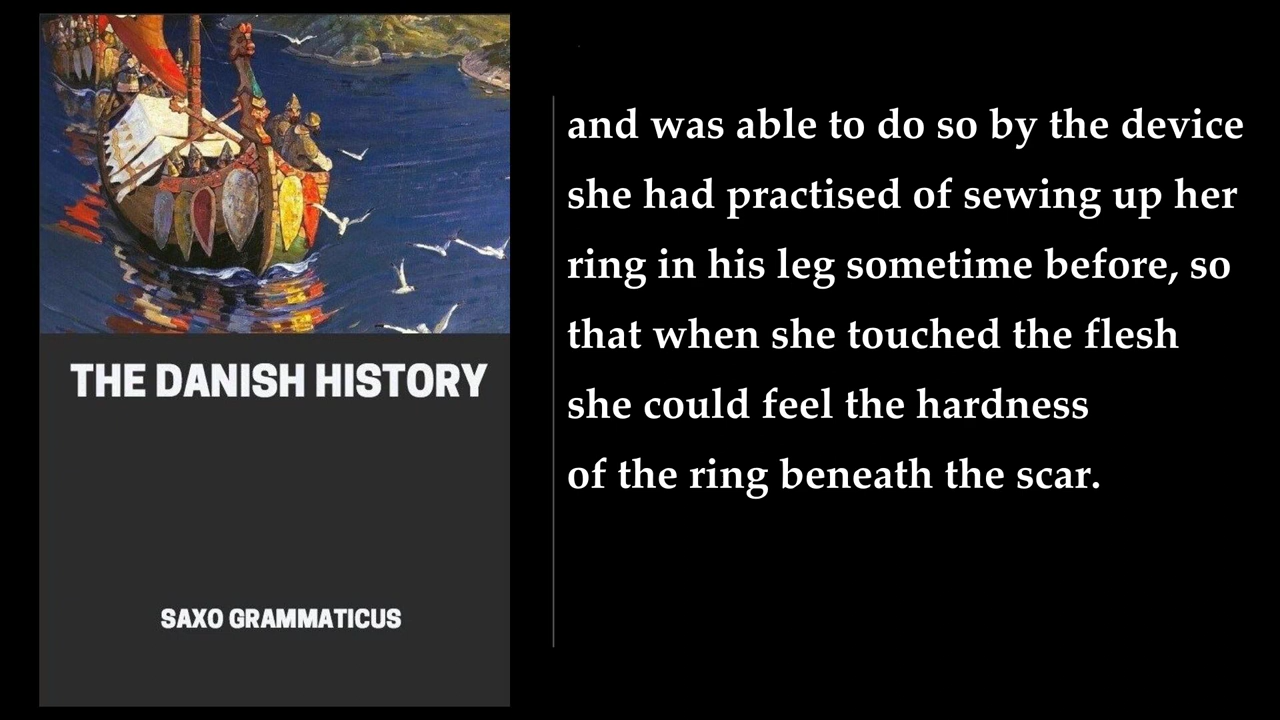 THE DANISH HISTORY
SAXO GRAMMATICUS
and was able to do so by the device
she had practised of sewing up her
ring in his leg sometime before, so
that when she touched the flesh
she could feel the hardness
of the ring beneath the scar.